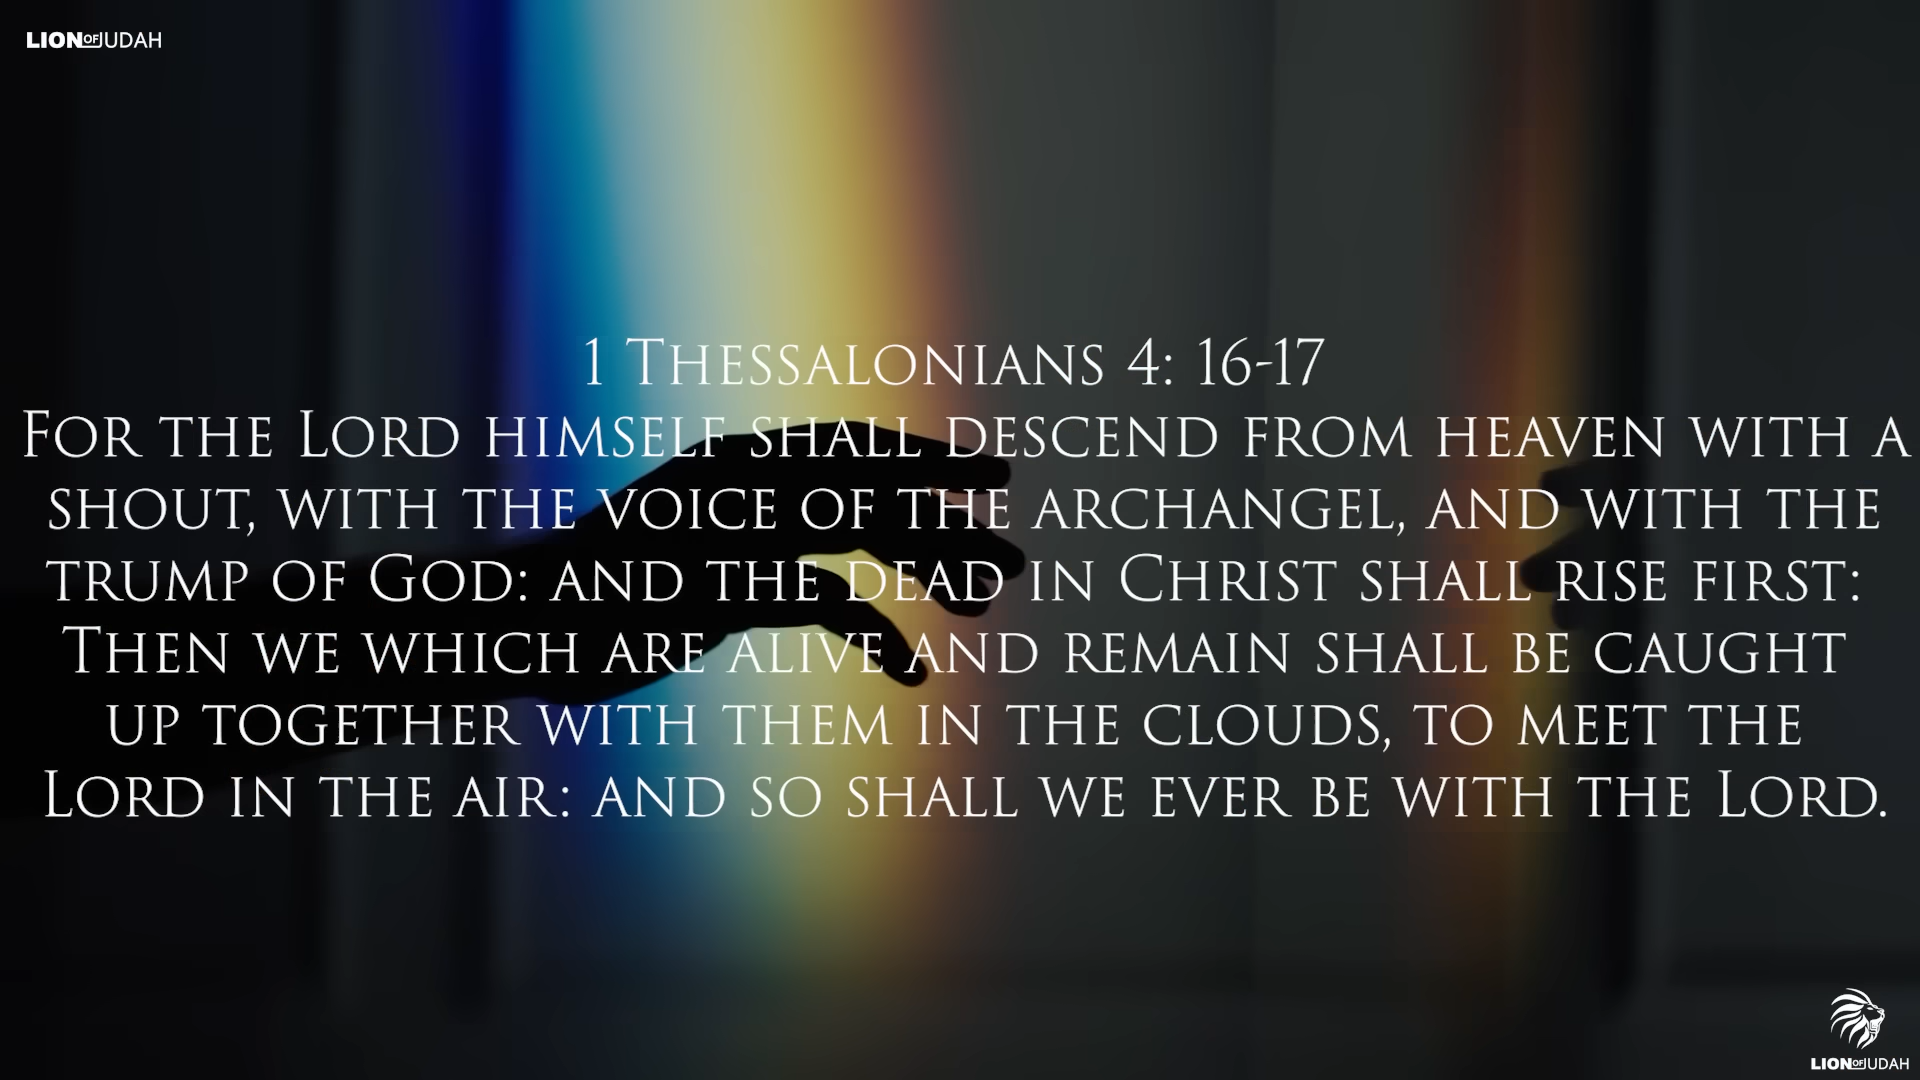 LION OF JUDAH
1 Thessalonians 4: 16-17
For the Lord himself shall descend from heaven with a
shout, with the voice of the archangel, and with the
trump of God: and the dead in Christ shall rise first:
Then we which are alive and remain shall be caught
up together with them in the clouds, to meet the
Lord in the air: and so shall we ever be with the Lord.
LION OF JUDAH